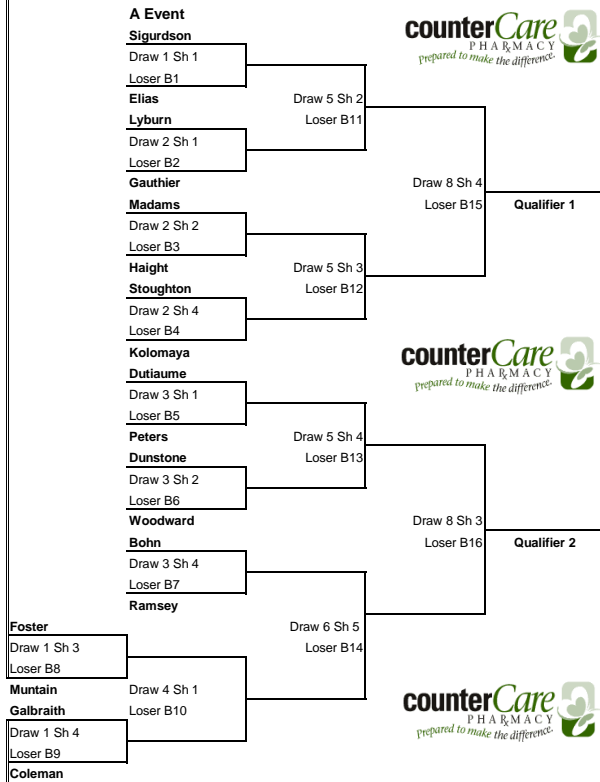 A Event
counterCare
PHARMACY
Prepared to make the difference.
Sigurdson
Draw 1 Sh 1
Loser B1
Elias
Draw 5 Sh 2
Lyburn
Loser B11
Draw 2 Sh 1
Loser B2
Gauthier
Draw 8 Sh 4
Madams
Loser B15
Qualifier 1
Draw 2 Sh 2
Loser B3
Haight
Draw 5 Sh 3
Stoughton
Loser B12
Draw 2 Sh 4
Loser B4
Kolomaya
counterCare
PHARMACY
Prepared to make the difference.
Dutiaume
Draw 3 Sh 1
Loser B5
Peters
Draw 5 Sh 4
Dunstone
Loser B13
Draw 3 Sh 2
Loser B6
Woodward
Draw 8 Sh 3
Bohn
Loser B16
Qualifier 2
Draw 3 Sh 4
Loser B7
Ramsey
Foster
Draw 6 Sh 5
Draw 1 Sh 3
Loser B14
Loser B8
Muntain
Draw 4 Sh 1
Galbraith
Loser B10
Draw 1 Sh 4
Loser B9
Coleman
counterCare
PHARMACY
Prepared to make the difference.